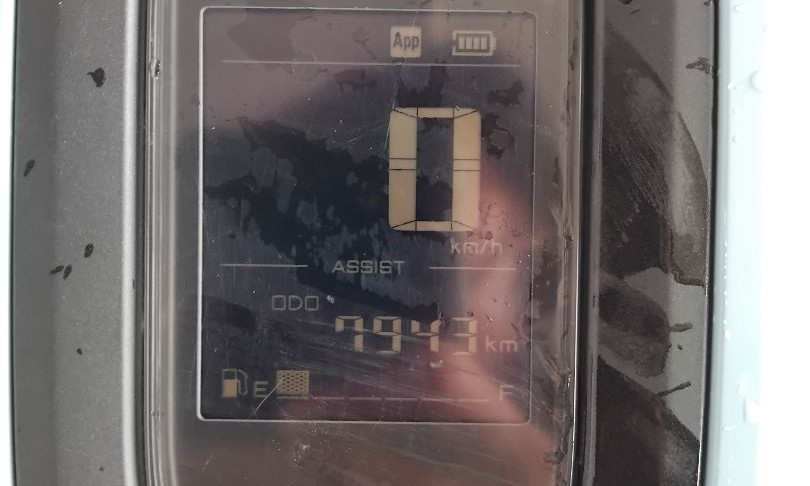 App
0
km/h
ASSIST
ODO
7943 km
E F